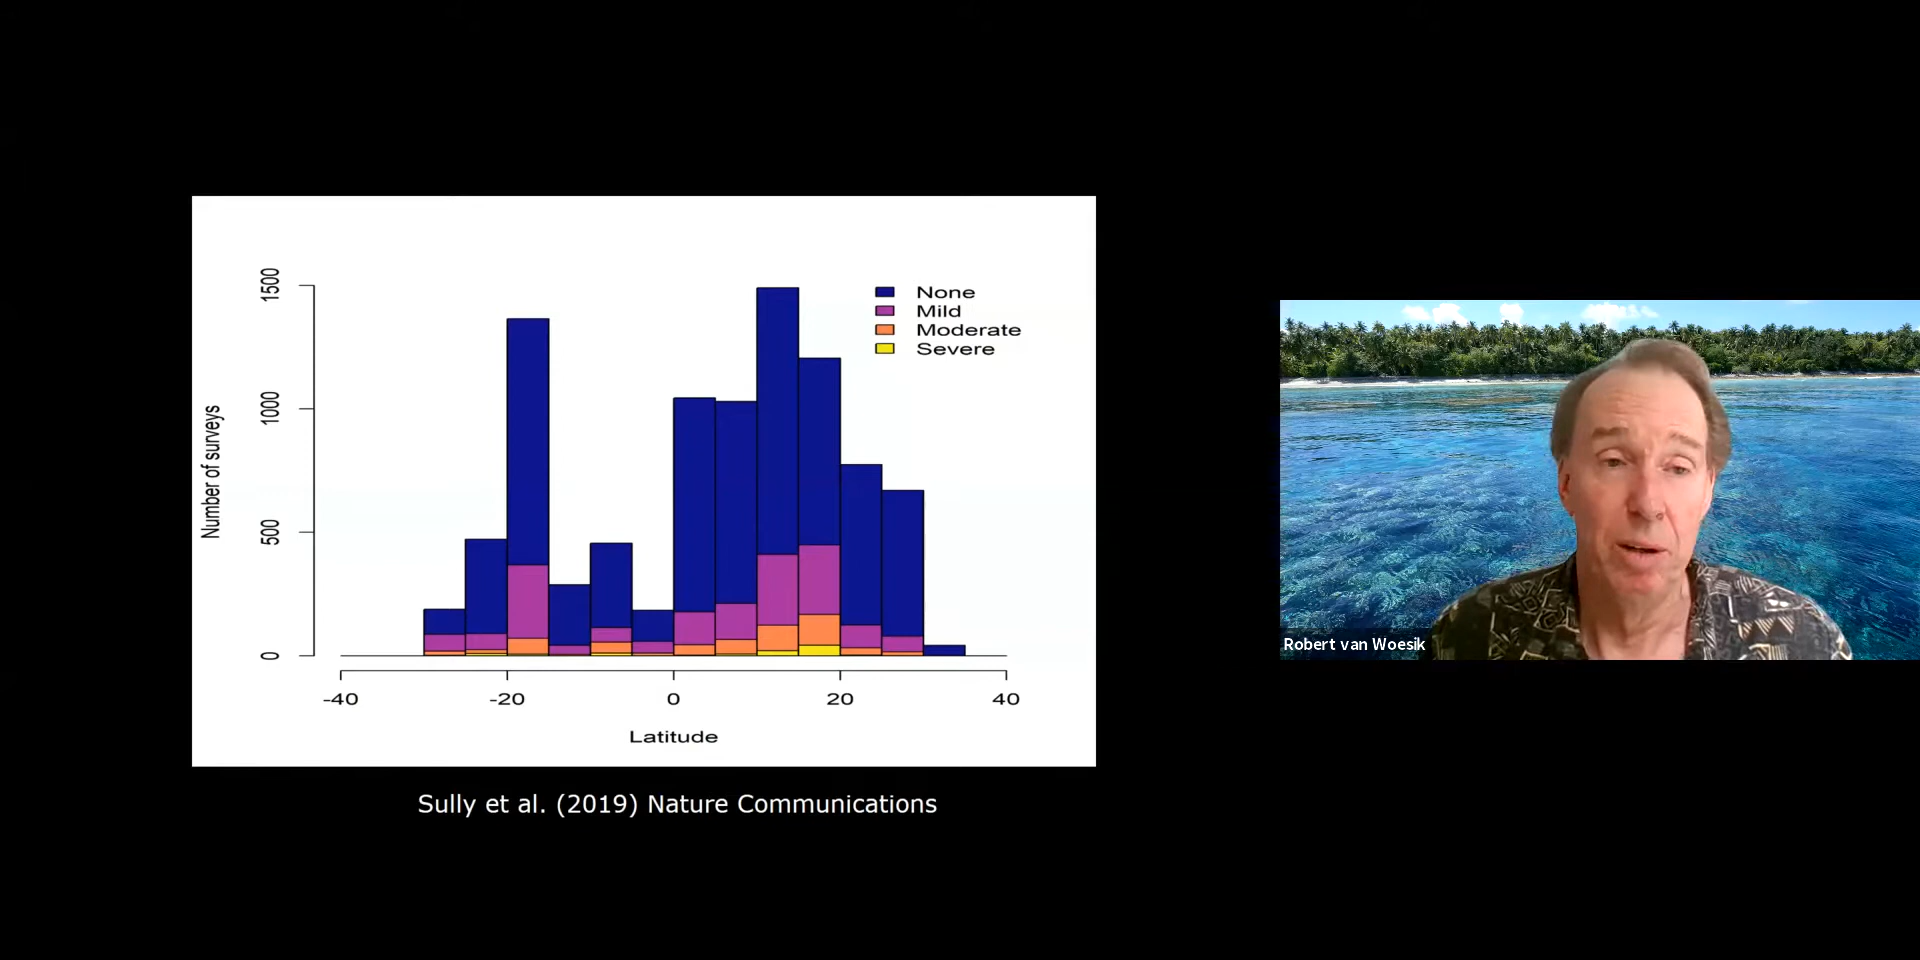 1500
1000
500
0
Number of surveys
None
Mild
Moderate
Severe
-40
-20
0
20
40
Latitude
Sully et al. (2019) Nature Communications
Robert van Woesik